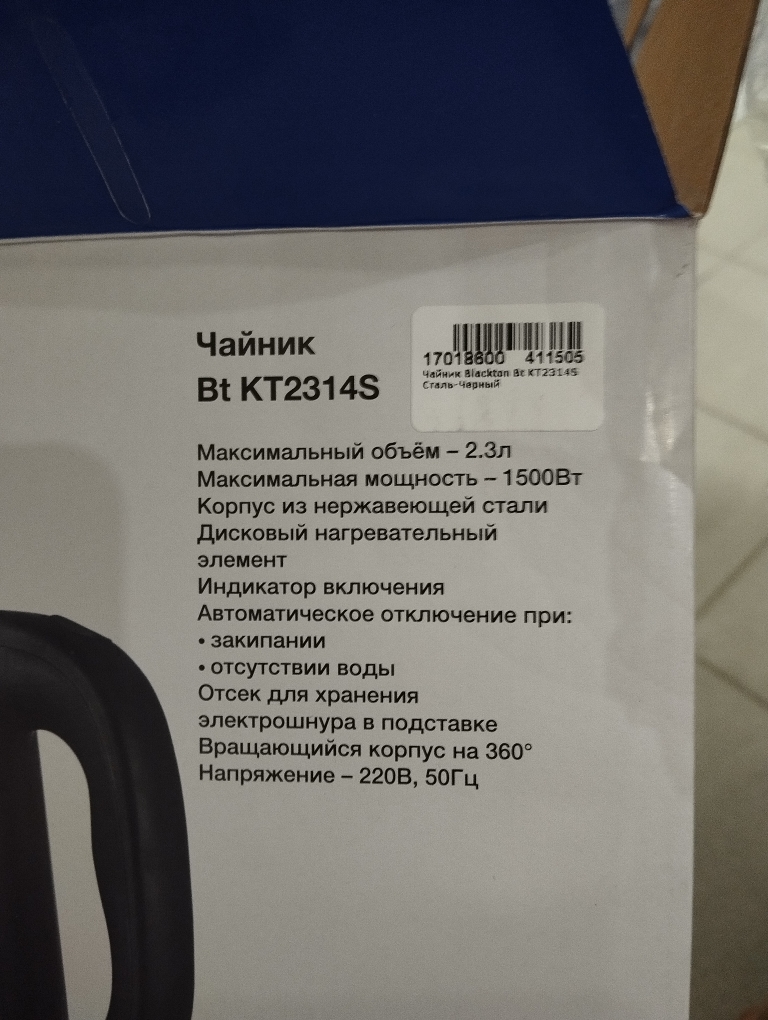 Чайник
Bt KT2314S
17018600 411505
Чайник Blackton Bt KT2314S
Сталь-Черный
Максимальный объём – 2.3л
Максимальная мощность – 1500Вт
Корпус из нержавеющей стали
Дисковый нагревательный
элемент
Индикатор включения
Автоматическое отключение при:
• закипании
• отсутствии воды
Отсек для хранения
электрошнура в подставке
Вращающийся корпус на 360°
Напряжение – 220В, 50Гц